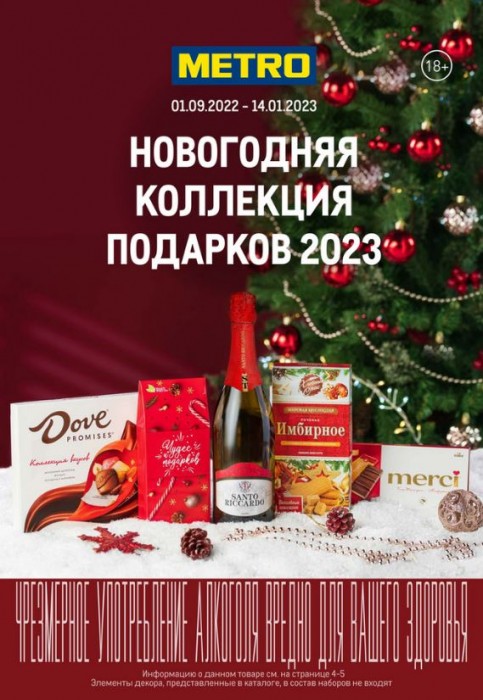 METRO
18+
01.09.2022 – 14.01.2023
НОВОГОДНЯЯ
КОЛЛЕКЦИЯ
ПОДАРКОВ 2023
Dove
PROMISES
Коллекция вкусов
Чудес и
подарков
SANTO
RICCARDO
Имбирное
merci
ЧРЕЗМЕРНОЕ УПОТРЕБЛЕНИЕ АЛКОГОЛЯ ВРЕДНО ДЛЯ ВАШЕГО ЗДОРОВЬЯ
Информацию о данном товаре см. на странице 4-5
Элементы декора, представленные в каталоге, в состав наборов не входят